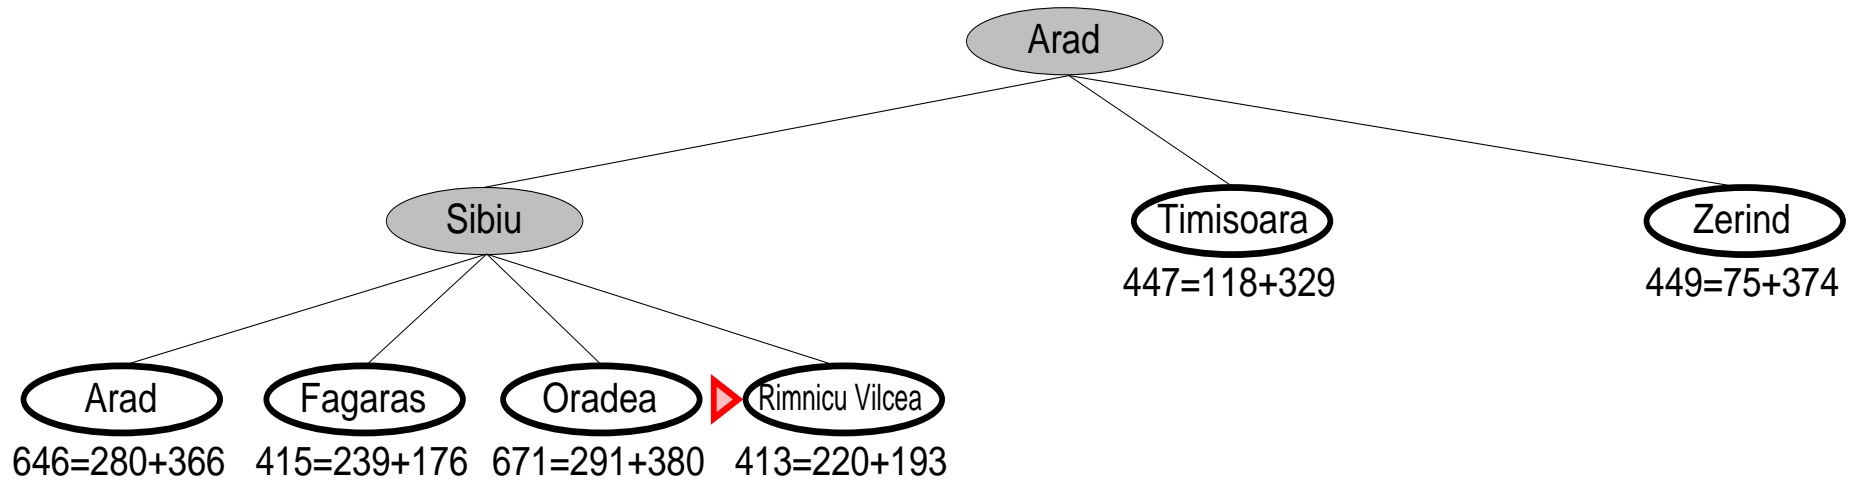 Arad
Sibiu
Timisoara
Zerind
447=118+329
449=75+374
Arad
Fagaras
Oradea
Rimnicu Vilcea
646=280+366
415=239+176
671=291+380
413=220+193